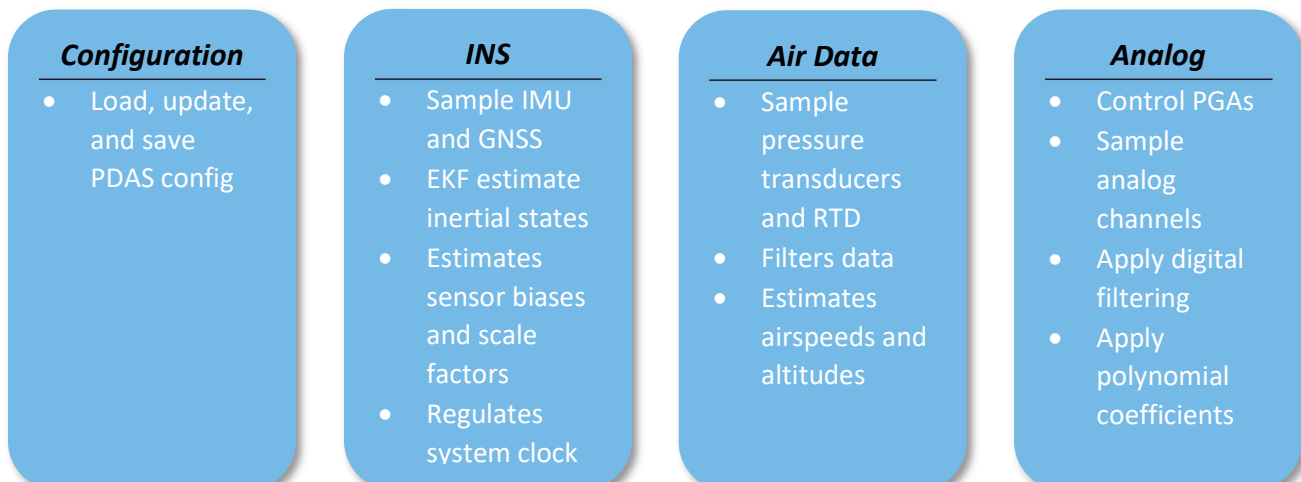 Configuration
• Load, update,
and save
PDAS config
INS
• Sample IMU
and GNSS
• EKF estimate
inertial states
• Estimates
sensor biases
and scale
factors
• Regulates
system clock
Air Data
• Sample
pressure
transducers
and RTD
• Filters data
• Estimates
airspeeds and
altitudes
Analog
• Control PGAs
• Sample
analog
channels
• Apply digital
filtering
• Apply
polynomial
coefficients